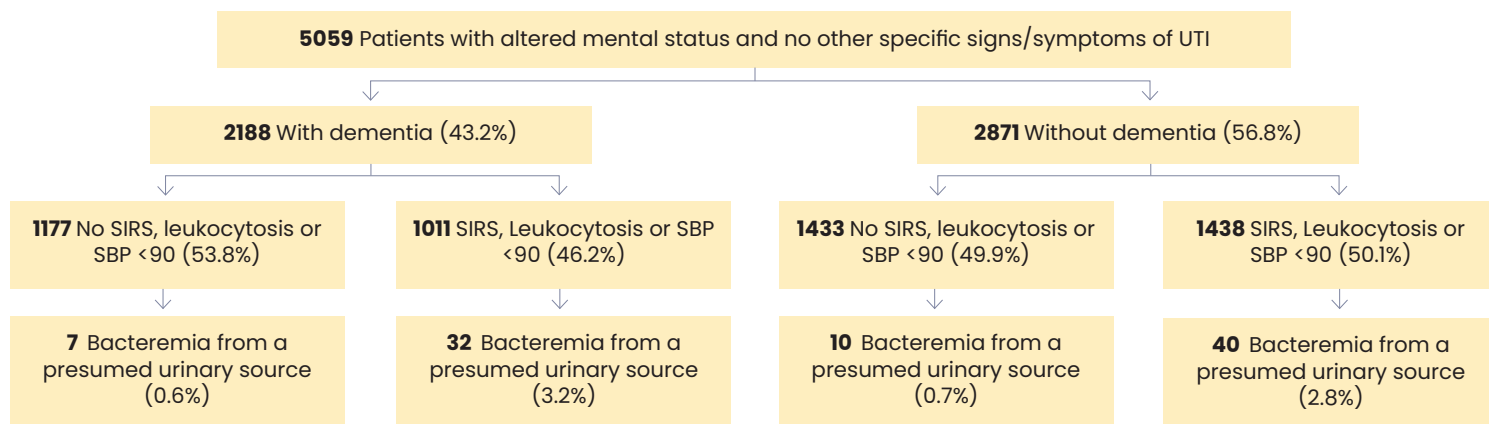 5059 Patients with altered mental status and no other specific signs/symptoms of UTI
2188 With dementia (43.2%)
2871 Without dementia (56.8%)
1177 No SIRS, leukocytosis or
SBP <90 (53.8%)
1011 SIRS, Leukocytosis or SBP
<90 (46.2%)
1433 No SIRS, leukocytosis or
SBP <90 (49.9%)
1438 SIRS, Leukocytosis or
SBP <90 (50.1%)
7 Bacteremia from a
presumed urinary source
(0.6%)
32 Bacteremia from a
presumed urinary source
(3.2%)
10 Bacteremia from a
presumed urinary source
(0.7%)
40 Bacteremia from a
presumed urinary source
(2.8%)